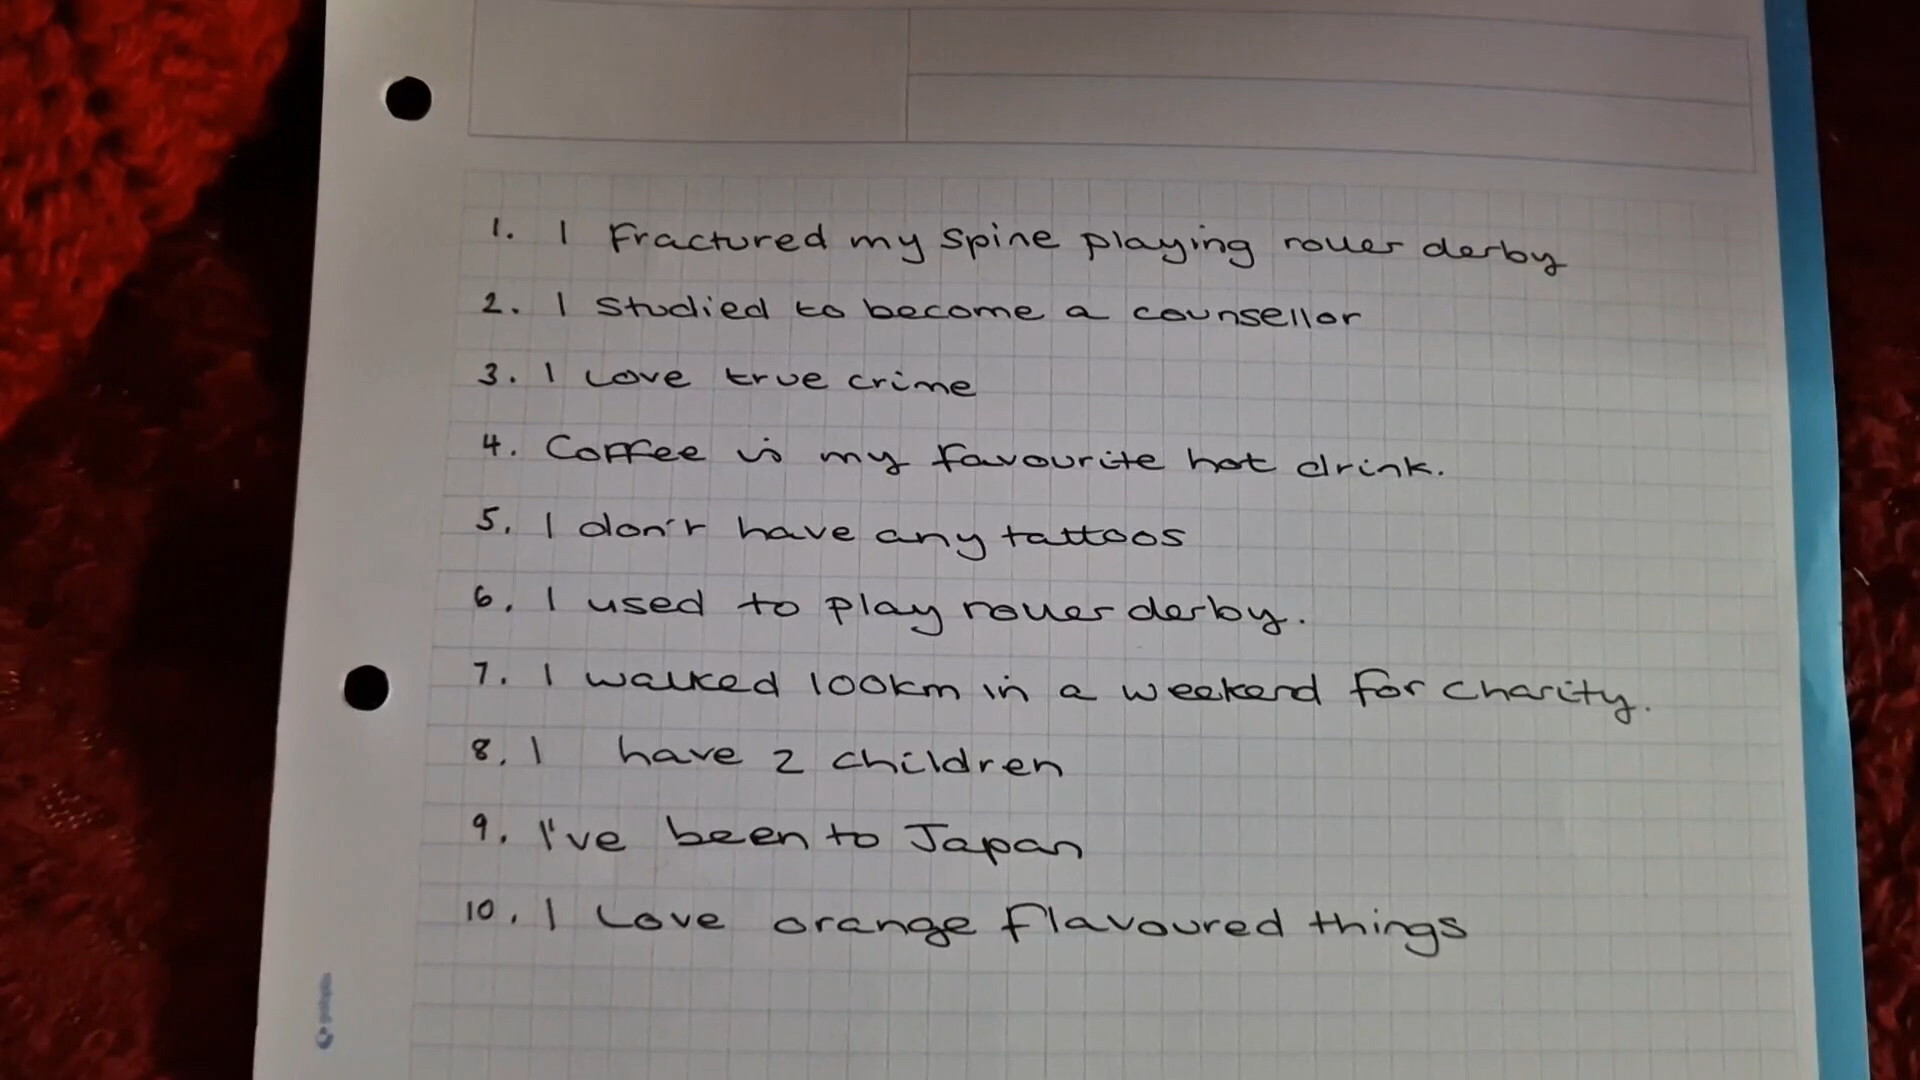 1. I Fractured my spine playing roller derby
2. I studied to become a counsellor
3. I love true crime
4. Coffee is my favourite hot drink.
5. I don't have any tattoos
6. I used to play roller derby.
7. I walked 100km in a weekend for charity.
8. I have 2 children
9. I've been to Japan
10. I Love orange flavoured things